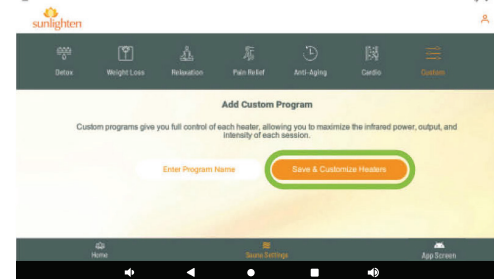 sunlighten
Detox Weight Loss Relaxation Pain Relief Anti-Aging Cardio Custom
Add Custom Program
Custom programs give you full control of each heater, allowing you to maximize the infrared power, output, and
intensity of each session.
Enter Program Name Save & Customize Heaters
Home Sauna Settings App Screen